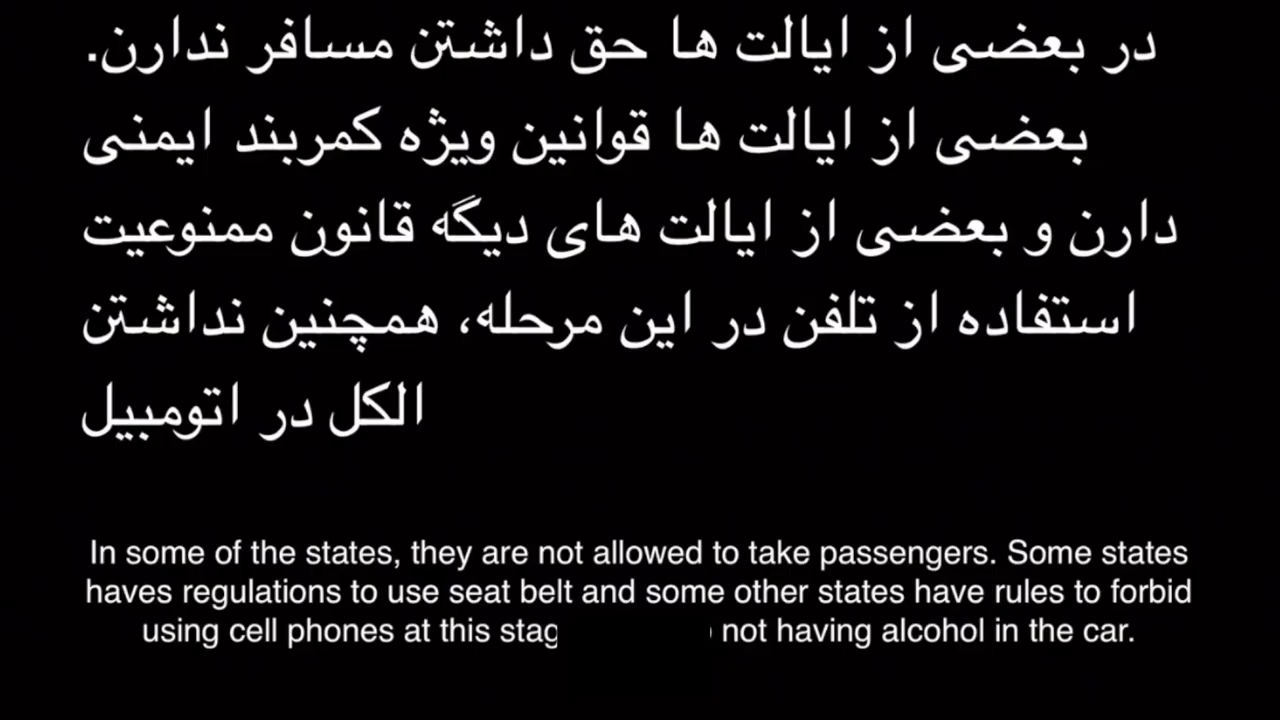 در بعضی از ایالت ها حق داشتن مسافر ندارن.
بعضی از ایالت ها قوانین ویژه کمربند ایمنی
دارن و بعضی از ایالت های دیگه قانون ممنوعیت
استفاده از تلفن در این مرحله، همچنین نداشتن
الکل در اتومبیل
In some of the states, they are not allowed to take passengers. Some states
haves regulations to use seat belt and some other states have rules to forbid
using cell phones at this not having alcohol in the car.